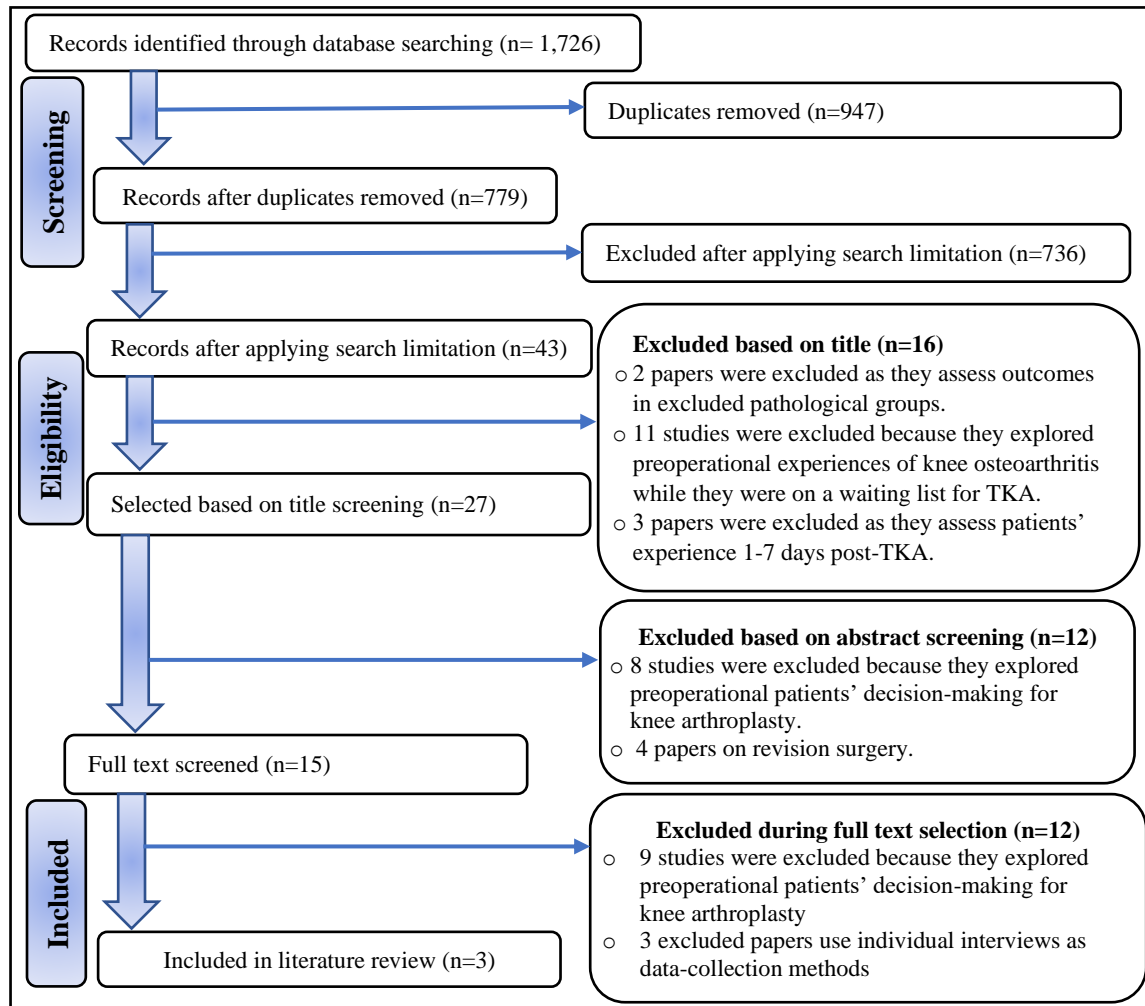 Records identified through database searching (n= 1,726)
Screening
Duplicates removed (n=947)
Records after duplicates removed (n=779)
Excluded after applying search limitation (n=736)
Records after applying search limitation (n=43)
Eligibility
Excluded based on title (n=16)
○ 2 papers were excluded as they assess outcomes
in excluded pathological groups.
○ 11 studies were excluded because they explored
preoperational experiences of knee osteoarthritis
while they were on a waiting list for TKA.
○ 3 papers were excluded as they assess patients’
experience 1-7 days post-TKA.
Selected based on title screening (n=27)
Excluded based on abstract screening (n=12)
○ 8 studies were excluded because they explored
preoperational patients’ decision-making for
knee arthroplasty.
○ 4 papers on revision surgery.
Full text screened (n=15)
Included
Excluded during full text selection (n=12)
○ 9 studies were excluded because they explored
preoperational patients’ decision-making for
knee arthroplasty
○ 3 excluded papers use individual interviews as
data-collection methods
Included in literature review (n=3)